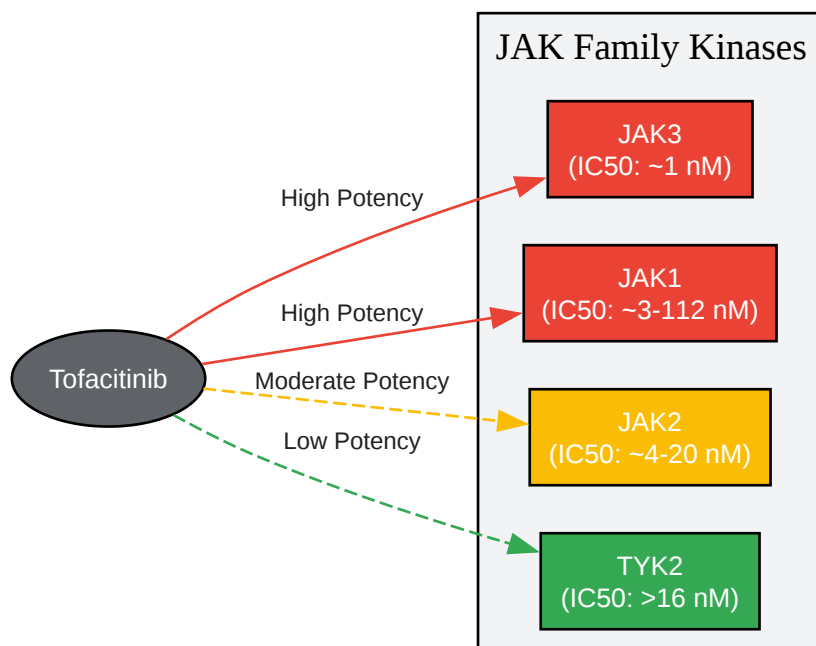 JAK Family Kinases
JAK3
(IC50: ~1 nM)
High Potency
JAK1
(IC50: ~3-112 nM)
High Potency
Tofacitinib
Moderate Potency
JAK2
(IC50: ~4-20 nM)
Low Potency
TYK2
(IC50: >16 nM)